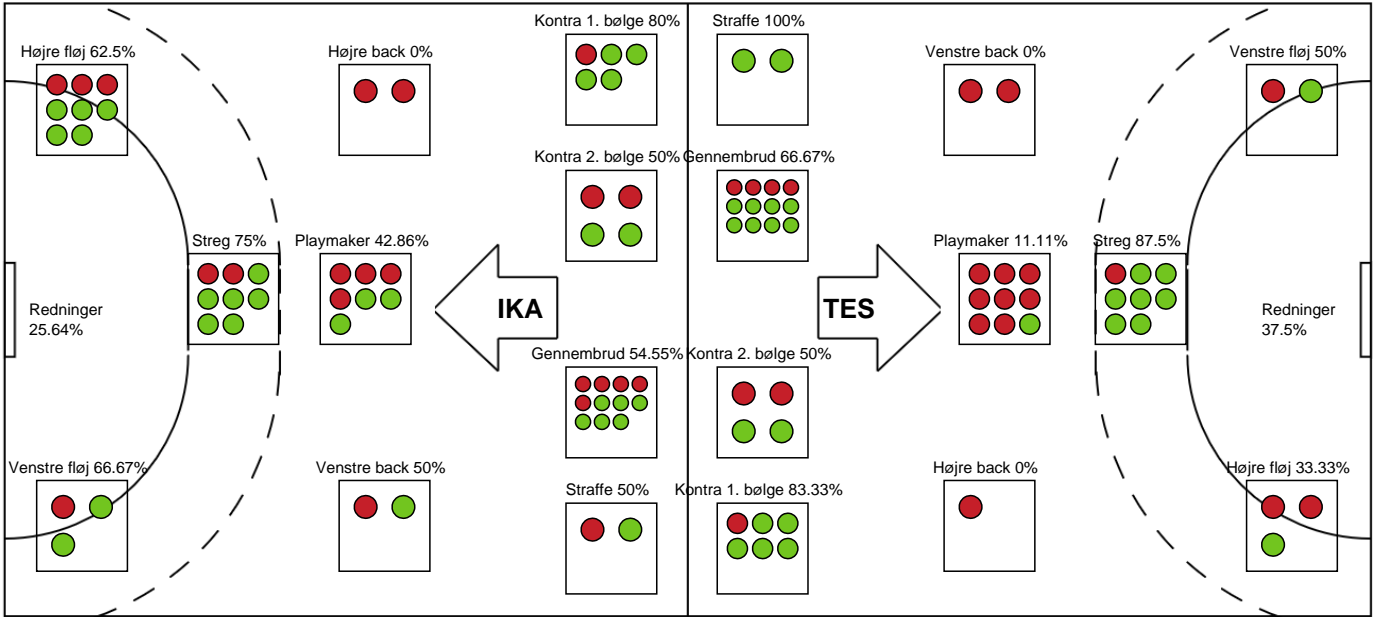 Kontra 1. bølge 80%
Straffe 100%
Højre fløj 62.5%
Højre back 0%
Venstre back 0%
Venstre fløj 50%
Kontra 2. bølge 50%
Gennembrud 66.67%
Streg 75%
Playmaker 42.86%
Playmaker 11.11%
Streg 87.5%
IKA
TES
Redninger
25.64%
Redninger
37.5%
Gennembrud 54.55%
Kontra 2. bølge 50%
Venstre fløj 66.67%
Venstre back 50%
Højre back 0%
Højre fløj 33.33%
Straffe 50%
Kontra 1. bølge 83.33%